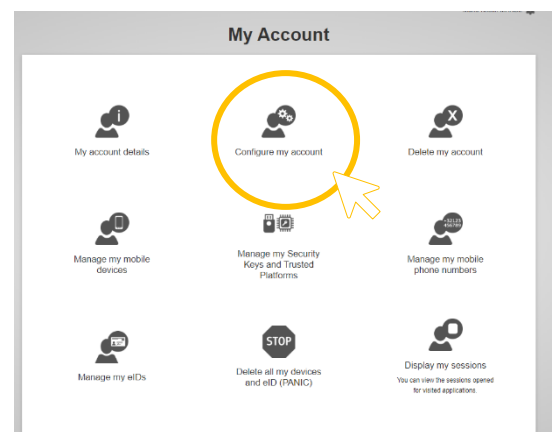 My Account
i
X
My account details
Configure my account
Delete my account
+32123
456789
Manage my mobile
devices
Manage my Security
Keys and Trusted
Platforms
Manage my mobile
phone numbers
STOP
Manage my eIDs
Delete all my devices
and eID (PANIC)
Display my sessions
You can view the sessions opened
for visited applications.